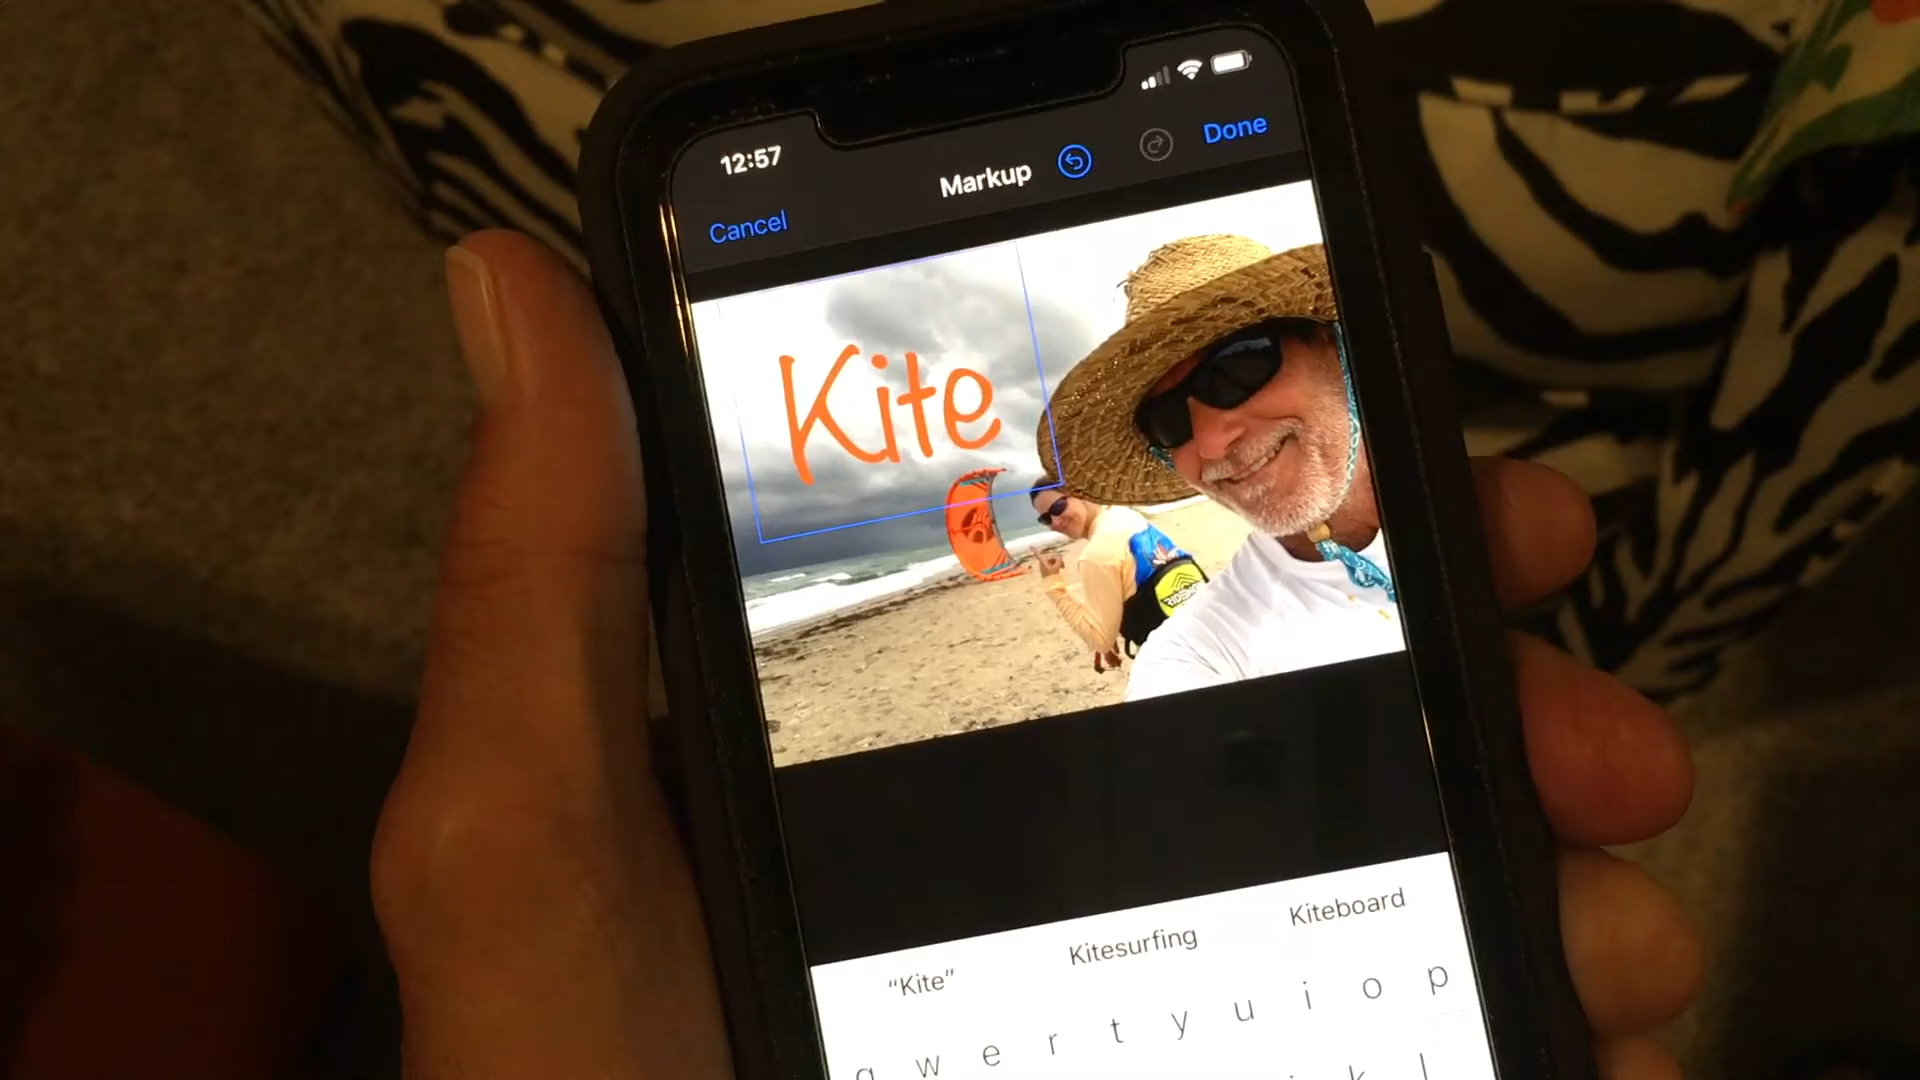 12:57
Markup
Done
Cancel
Kite
“Kite”
Kitesurfing
Kiteboard
q w e r t y u i o p
k l